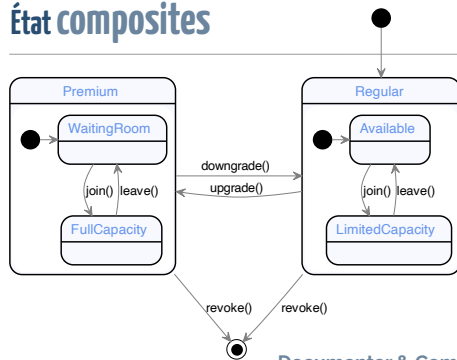 État composites
Premium
Regular
WaitingRoom
Available
downgrade()
join() leave()
upgrade()
join() leave()
FullCapacity
LimitedCapacity
revoke()
revoke()